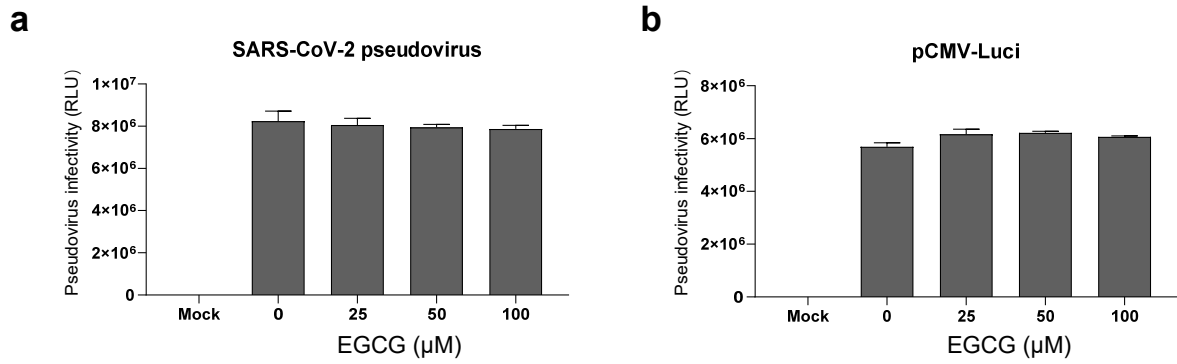 a
SARS-CoV-2 pseudovirus
Pseudovirus infectivity (RLU)
1×10⁷
8×10⁶
6×10⁶
4×10⁶
2×10⁶
0
Mock 0 25 50 100
EGCG (μM)
b
pCMV-Luci
Pseudovirus infectivity (RLU)
8×10⁶
6×10⁶
4×10⁶
2×10⁶
0
Mock 0 25 50 100
EGCG (μM)